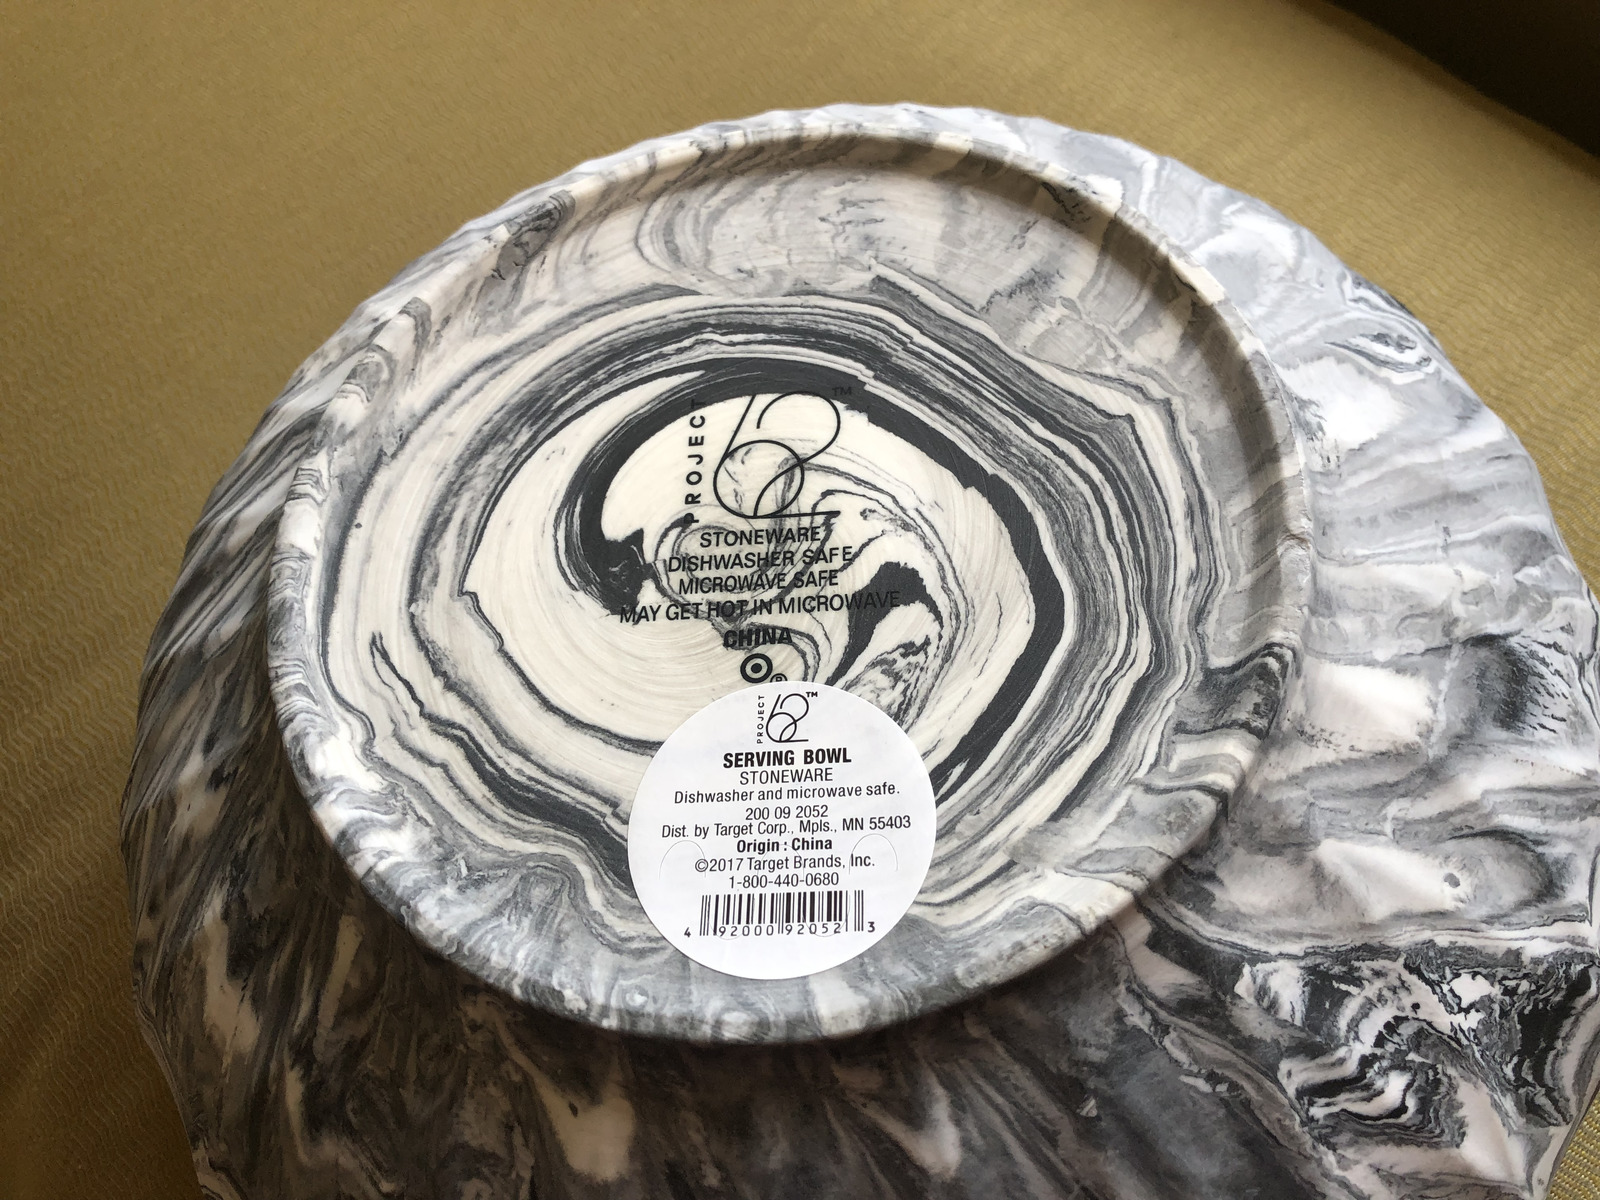 PROJECT 62™
STONEWARE
DISHWASHER SAFE
MICROWAVE SAFE
MAY GET HOT IN MICROWAVE
CHINA
®
PROJECT 62™
SERVING BOWL
STONEWARE
Dishwasher and microwave safe.
200 09 2052
Dist. by Target Corp., Mpls., MN 55403
Origin : China
©2017 Target Brands, Inc.
1-800-440-0680
4 92000 92052 3